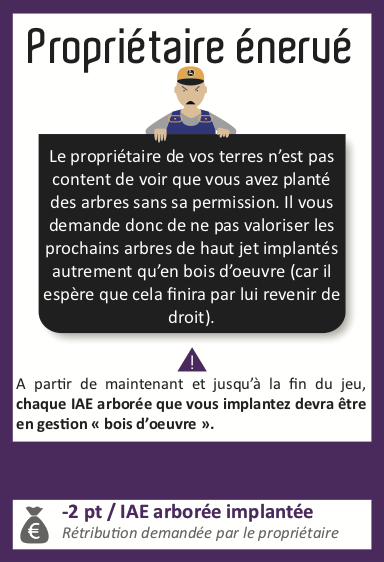 Propriétaire énervé
Le propriétaire de vos terres n’est pas
content de voir que vous avez planté
des arbres sans sa permission. Il vous
demande donc de ne pas valoriser les
prochains arbres de haut jet implantés
autrement qu’en bois d’oeuvre (car il
espère que cela finira par lui revenir de
droit).
!
A partir de maintenant et jusqu’à la fin du jeu,
chaque IAE arborée que vous implantez devra être
en gestion « bois d’oeuvre ».
€
-2 pt / IAE arborée implantée
Rétribution demandée par le propriétaire